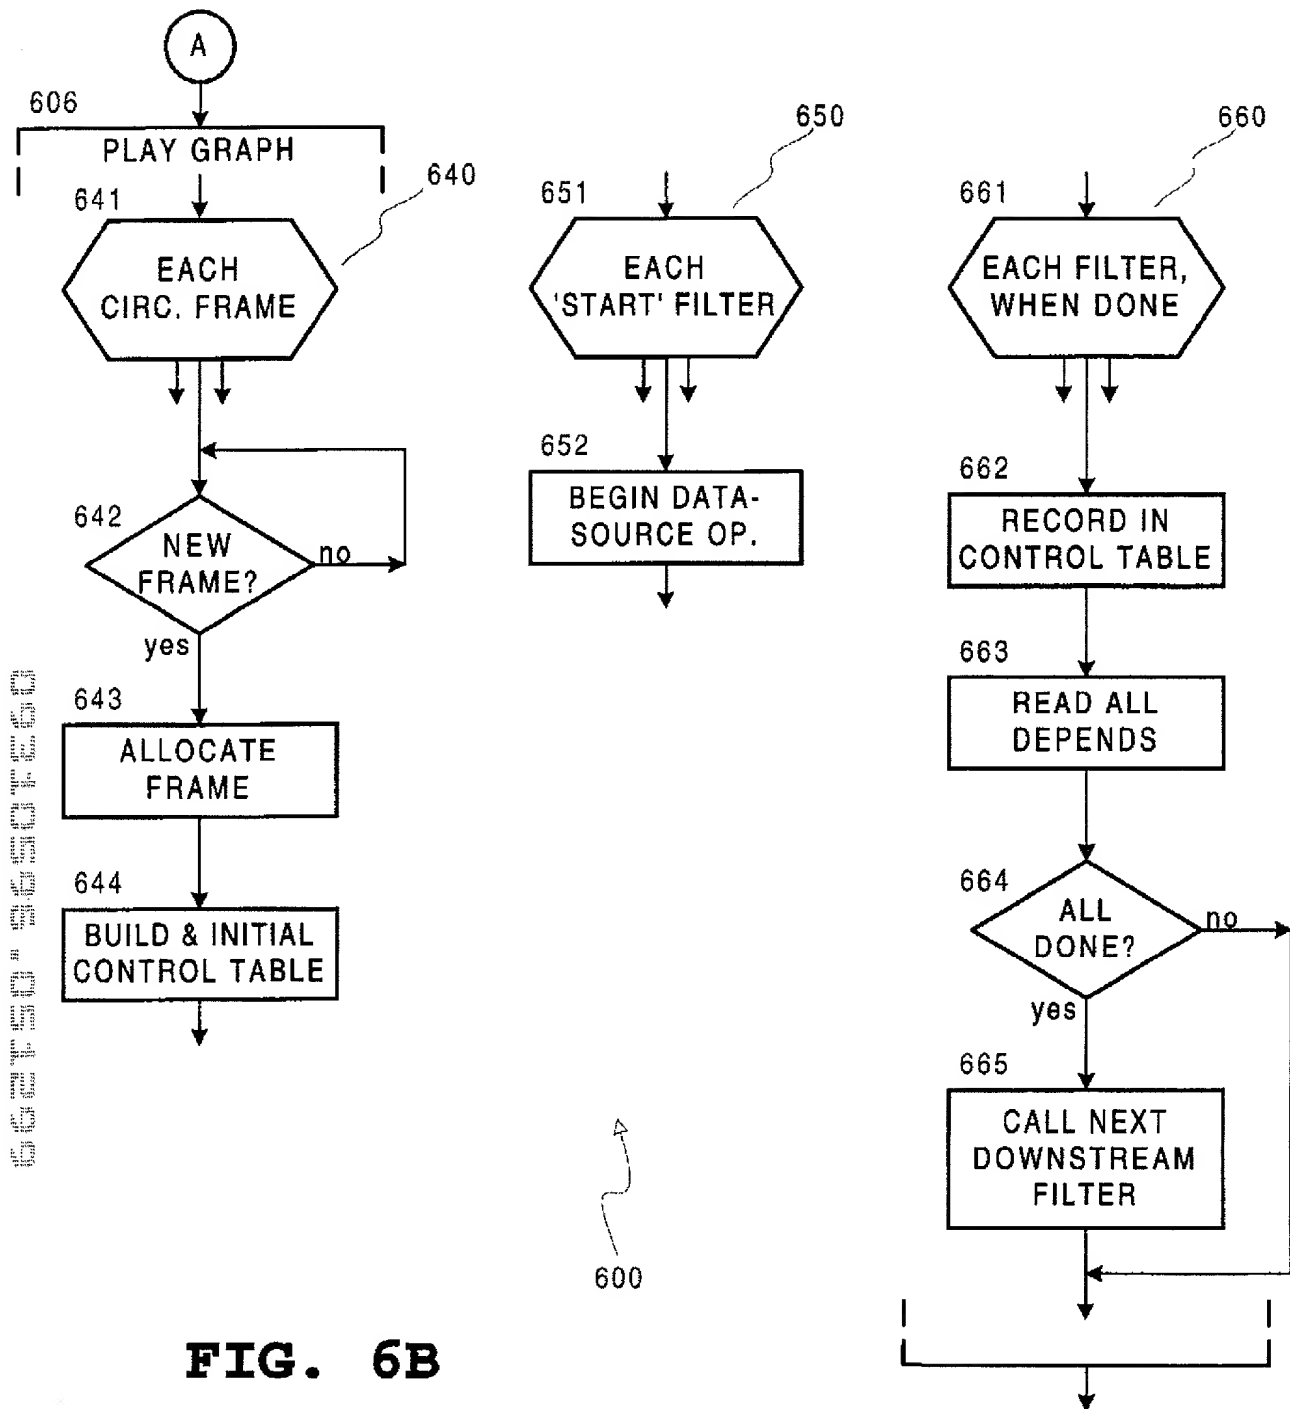 A
606
PLAY GRAPH
640
641
EACH
CIRC. FRAME
642
NEW
FRAME?
no
yes
643
ALLOCATE
FRAME
644
BUILD & INITIAL
CONTROL TABLE
650
651
EACH
'START' FILTER
652
BEGIN DATA-
SOURCE OP.
660
661
EACH FILTER,
WHEN DONE
662
RECORD IN
CONTROL TABLE
663
READ ALL
DEPENDS
664
ALL
DONE?
no
yes
665
CALL NEXT
DOWNSTREAM
FILTER
600
FIG. 6B